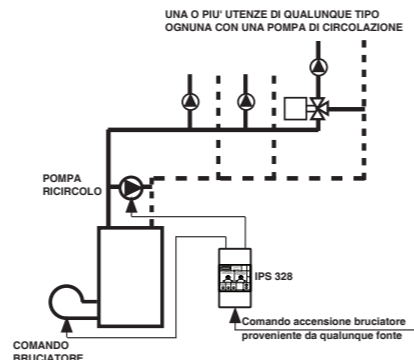 UNA O PIU' UTENZE DI QUALUNQUE TIPO
OGNUNA CON UNA POMPA DI CIRCOLAZIONE
POMPA
RICIRCOLO
IPS 328
Comando accensione bruciatore
proveniente da qualunque fonte
COMANDO
BRUCIATORE